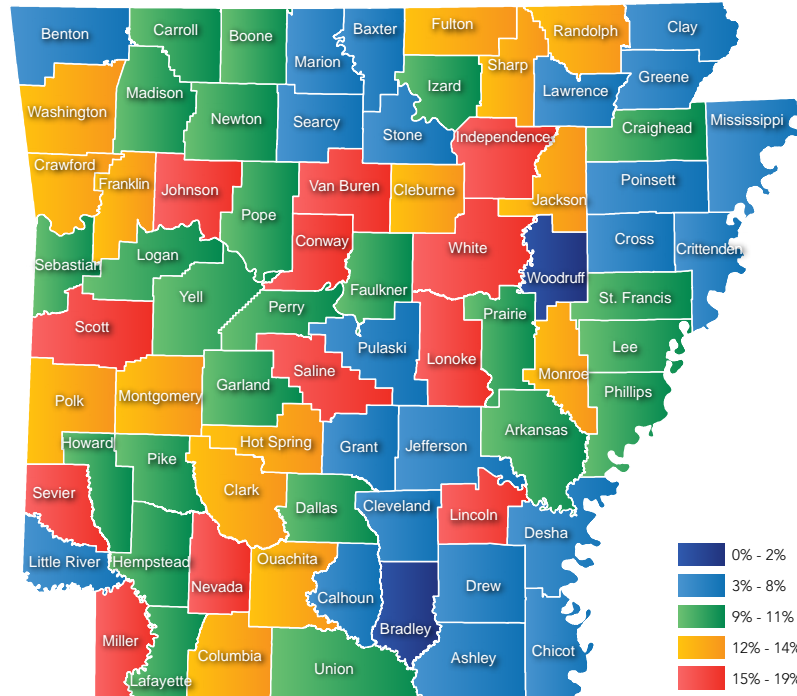 Benton
Carroll
Boone
Marion
Baxter
Fulton
Sharp
Randolph
Clay
Greene
Lawrence
Izard
Washington
Madison
Newton
Searcy
Stone
Independence
Craighead
Mississippi
Crawford
Franklin
Johnson
Pope
Van Buren
Cleburne
Jackson
Poinsett
Sebastian
Logan
Conway
White
Woodruff
Cross
Crittenden
Yell
Perry
Faulkner
Prairie
St. Francis
Scott
Saline
Pulaski
Lonoke
Monroe
Lee
Polk
Montgomery
Garland
Phillips
Howard
Pike
Hot Spring
Grant
Jefferson
Arkansas
Sevier
Clark
Dallas
Cleveland
Lincoln
Desha
Little River
Hempstead
Nevada
Ouachita
Calhoun
Bradley
Drew
Miller
Lafayette
Columbia
Union
Ashley
Chicot
0% - 2%
3% - 8%
9% - 11%
12% - 14%
15% - 19%